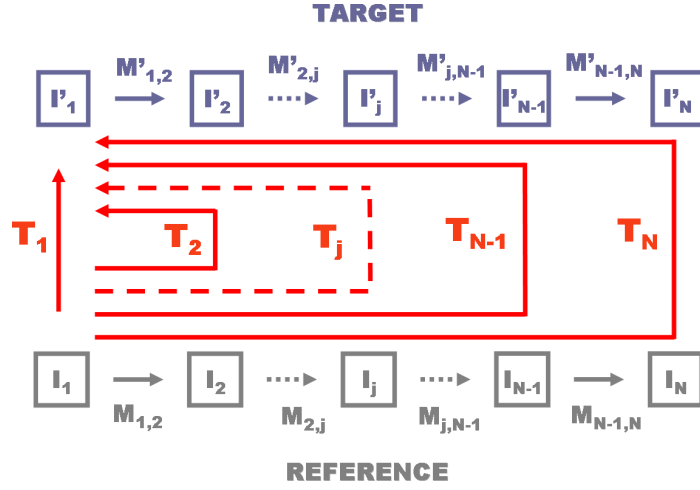 TARGET
M'1,2 M'2,j M'j,N-1 M'N-1,N
I'1 I'2 I'j I'N-1 I'N
T1 T2 Tj TN-1 TN
I1 I2 Ij IN-1 IN
M1,2 M2,j Mj,N-1 MN-1,N
REFERENCE